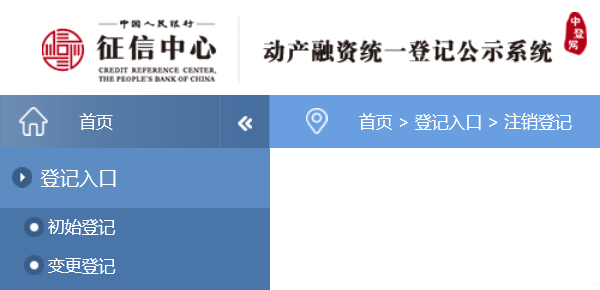 中国人民银行
征信中心
CREDIT REFERENCE CENTER,
THE PEOPLE'S BANK OF CHINA
动产融资统一登记公示系统
中登网
首页
首页 > 登记入口 > 注销登记
登记入口
初始登记
变更登记